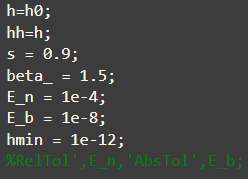 h=h0;
hh=h;
s = 0.9;
beta_ = 1.5;
E_n = 1e-4;
E_b = 1e-8;
hmin = 1e-12;
%RelTol',E_n,'AbsTol',E_b;